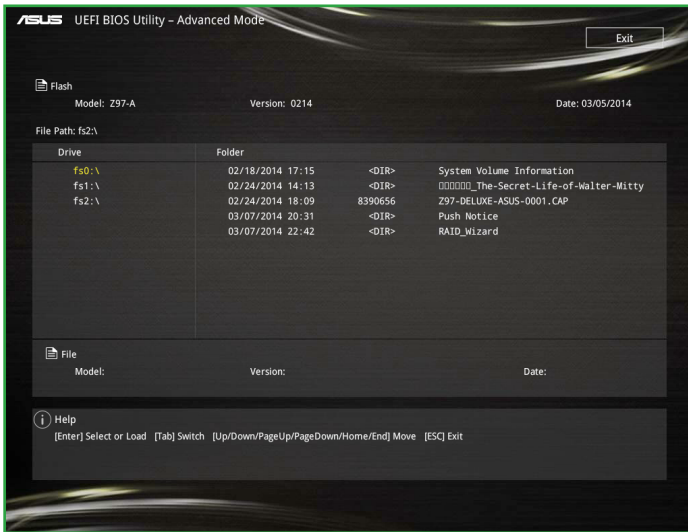 ASUS UEFI BIOS Utility – Advanced Mode
Exit
Flash
Model: Z97-A Version: 0214 Date: 03/05/2014
File Path: fs2:\
Drive Folder
fs0:\ 02/18/2014 17:15 <DIR> System Volume Information
fs1:\ 02/24/2014 14:13 <DIR> □□□□□□_The-Secret-Life-of-Walter-Mitty
fs2:\ 02/24/2014 18:09 8390656 Z97-DELUXE-ASUS-0001.CAP
03/07/2014 20:31 <DIR> Push Notice
03/07/2014 22:42 <DIR> RAID_Wizard
File
Model: Version: Date:
Help
[Enter] Select or Load [Tab] Switch [Up/Down/PageUp/PageDown/Home/End] Move [ESC] Exit